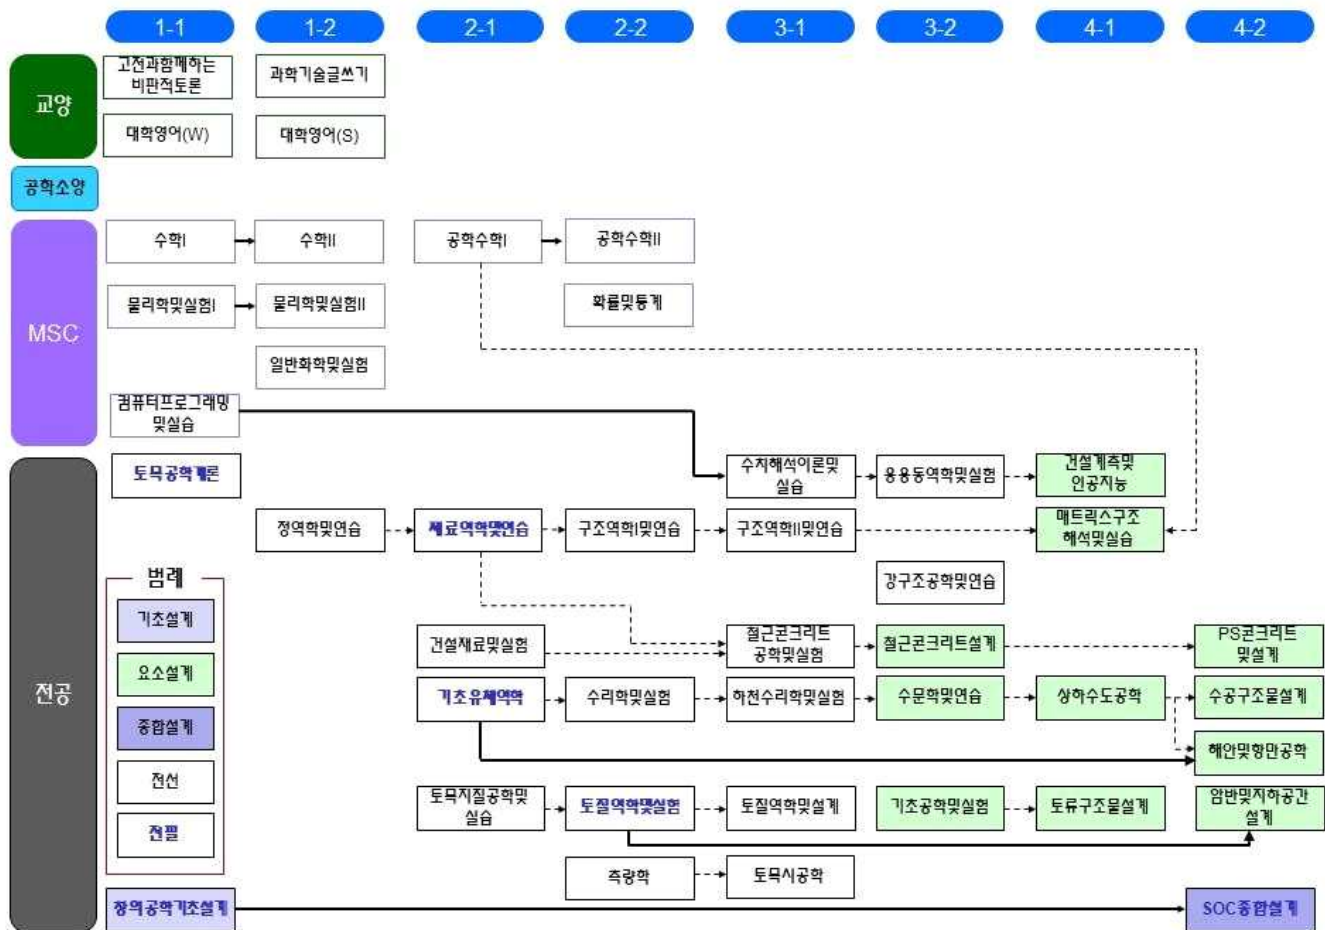 1-1
1-2
2-1
2-2
3-1
3-2
4-1
4-2
교양
고전과함께하는
비판적토론
과학기술글쓰기
대학영어(W)
대학영어(S)
공학소양
MSC
수학I
수학II
공학수학I
공학수학II
물리학및실험I
물리학및실험II
확률및통계
일반화학및실험
컴퓨터프로그래밍
및실습
전공
토목공학개론
수치해석이론및
실습
응용동역학및실험
건설계측및
인공지능
정역학및연습
재료역학및연습
구조역학I및연습
구조역학II및연습
매트릭스구조
해석및실습
강구조공학및연습
범례
기초설계
요소설계
종합설계
전선
전필
건설재료및실험
철근콘크리트
공학및실험
철근콘크리트설계
PS콘크리트
및설계
기초유체역학
수리학및실험
하천수리학및실험
수문학및연습
상하수도공학
수공구조물설계
해안및항만공학
토목지질공학및
실습
토질역학및실험
토질역학및설계
기초공학및실험
토류구조물설계
암반및지하공간
설계
측량학
토목시공학
창의공학기초설계
SOC종합설계